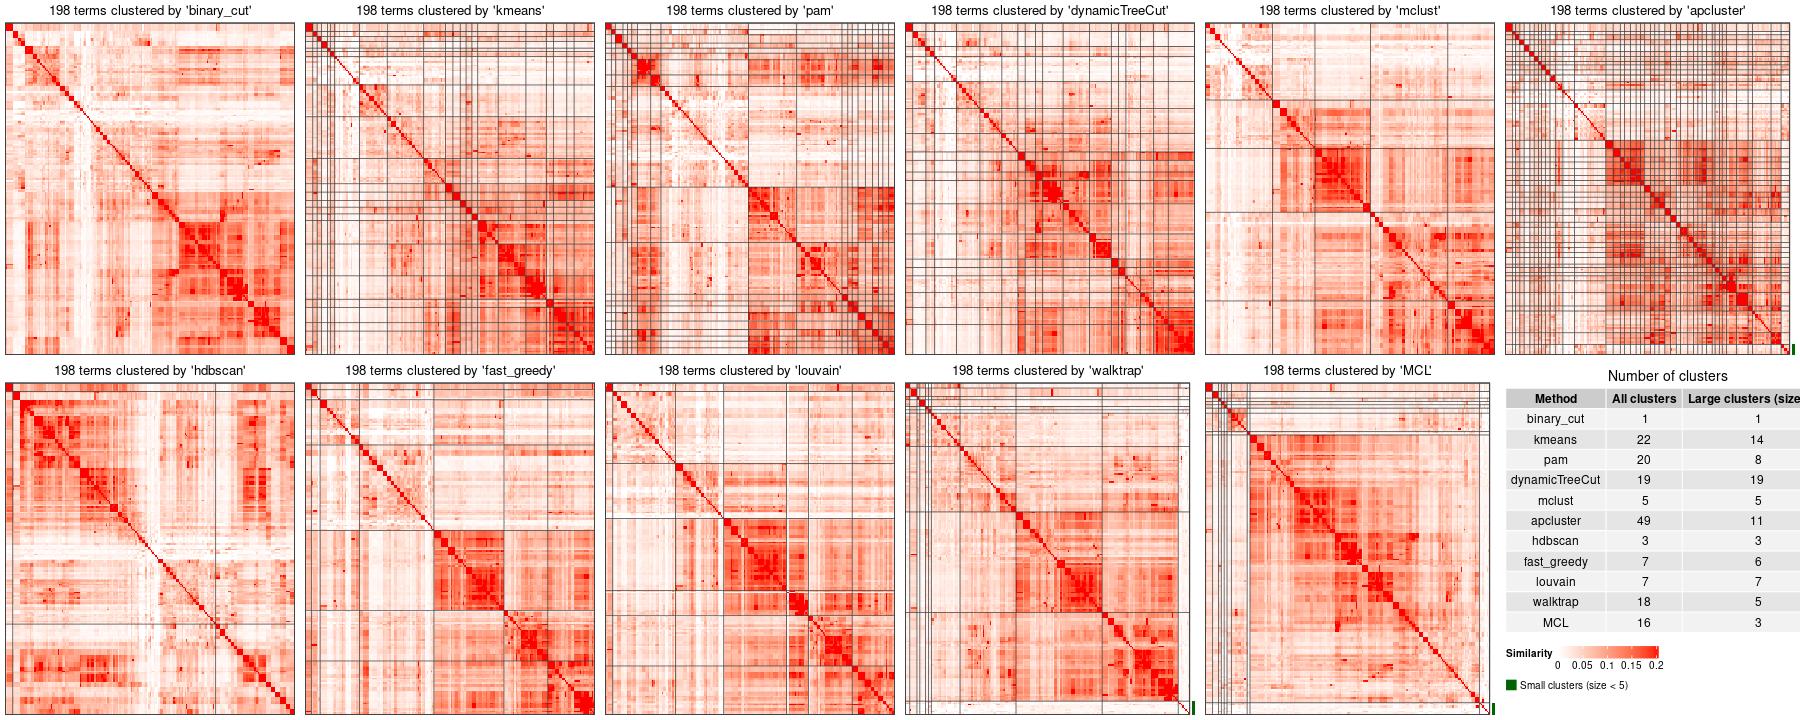 198 terms clustered by 'binary_cut'
198 terms clustered by 'kmeans'
198 terms clustered by 'pam'
198 terms clustered by 'dynamicTreeCut'
198 terms clustered by 'mclust'
198 terms clustered by 'apcluster'
198 terms clustered by 'hdbscan'
198 terms clustered by 'fast_greedy'
198 terms clustered by 'louvain'
198 terms clustered by 'walktrap'
198 terms clustered by 'MCL'
Number of clusters
Method All clusters Large clusters (size
binary_cut 1 1
kmeans 22 14
pam 20 8
dynamicTreeCut 19 19
mclust 5 5
apcluster 49 11
hdbscan 3 3
fast_greedy 7 6
louvain 7 7
walktrap 18 5
MCL 16 3
Similarity
0 0.05 0.1 0.15 0.2
Small clusters (size < 5)